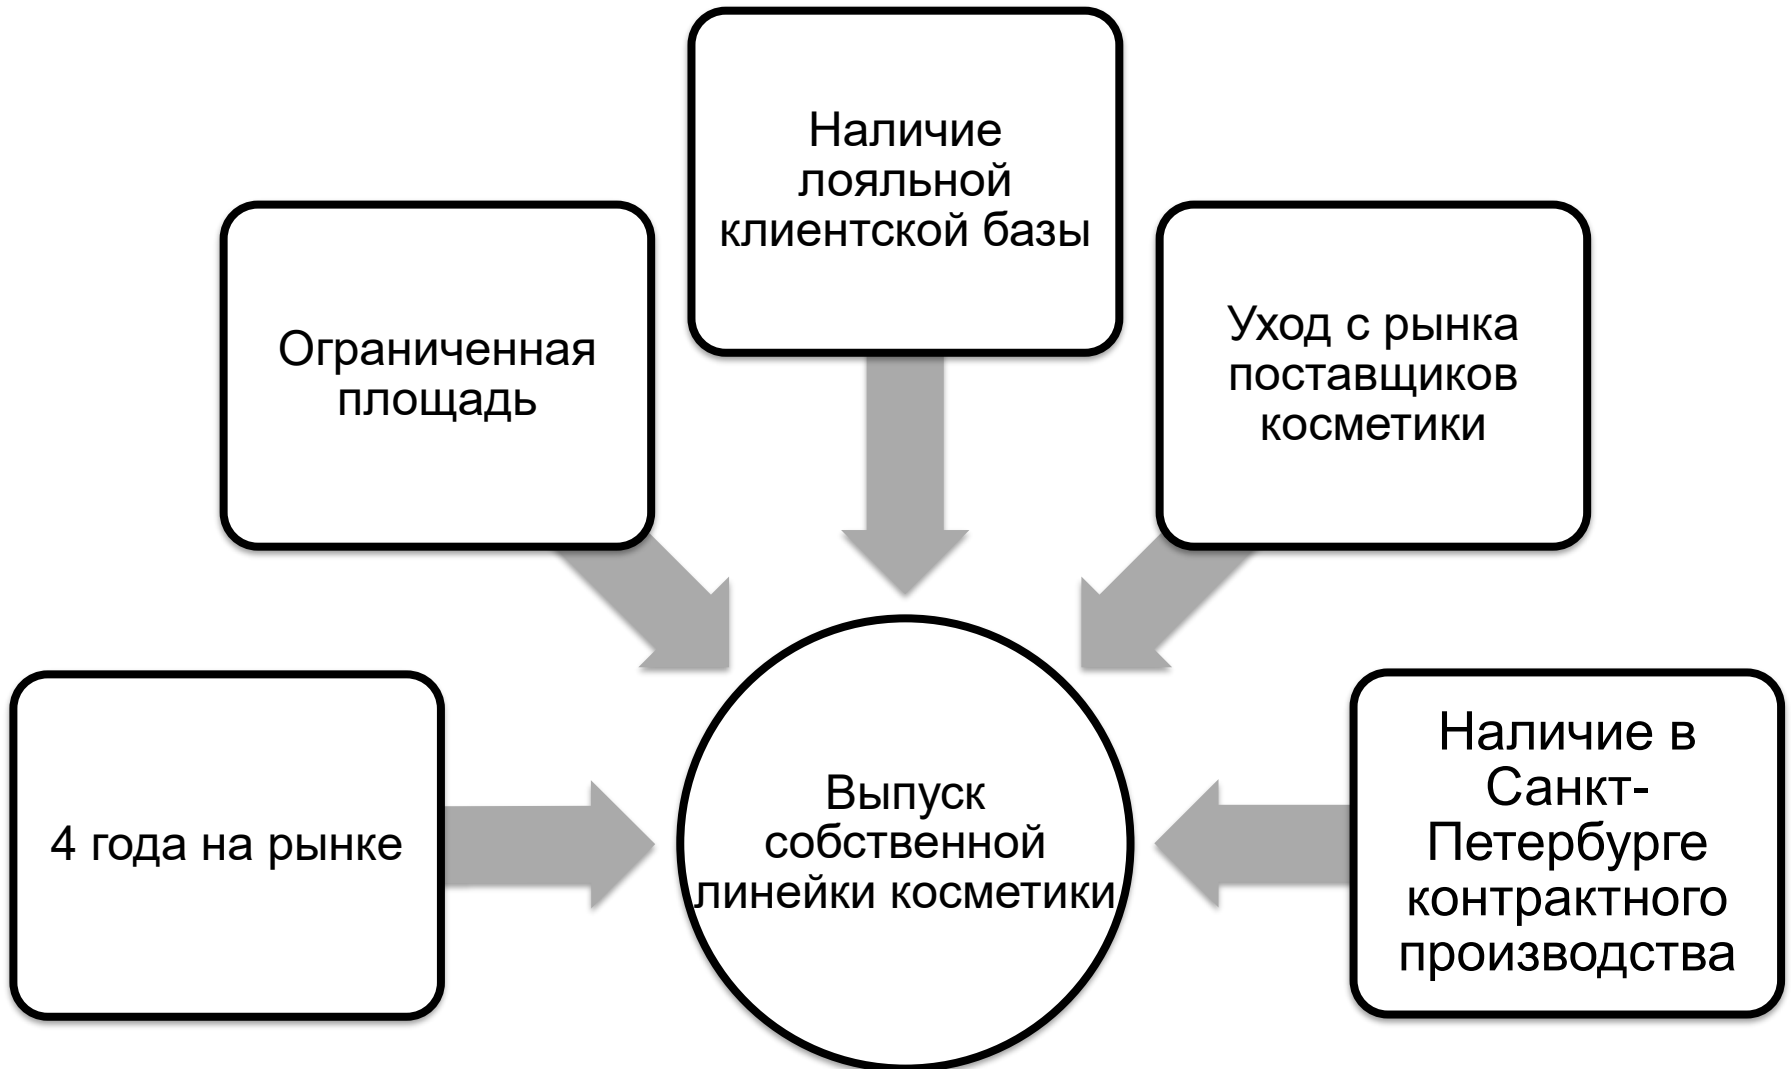 Наличие
лояльной
клиентской базы
Ограниченная
площадь
Уход с рынка
поставщиков
косметики
4 года на рынке
Выпуск
собственной
линейки косметики
Наличие в
Санкт-
Петербурге
контрактного
производства